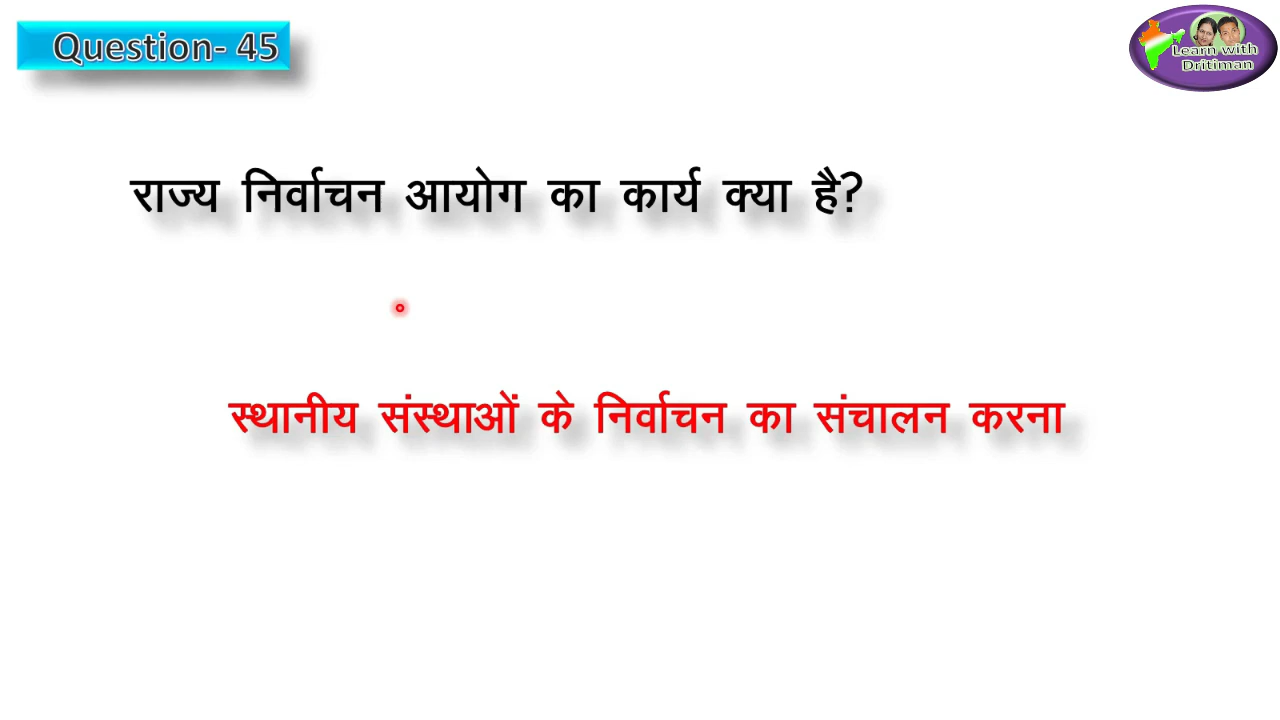 Question- 45
Learn with
Dritiman
राज्य निर्वाचन आयोग का कार्य क्या है?
स्थानीय संस्थाओं के निर्वाचन का संचालन करना